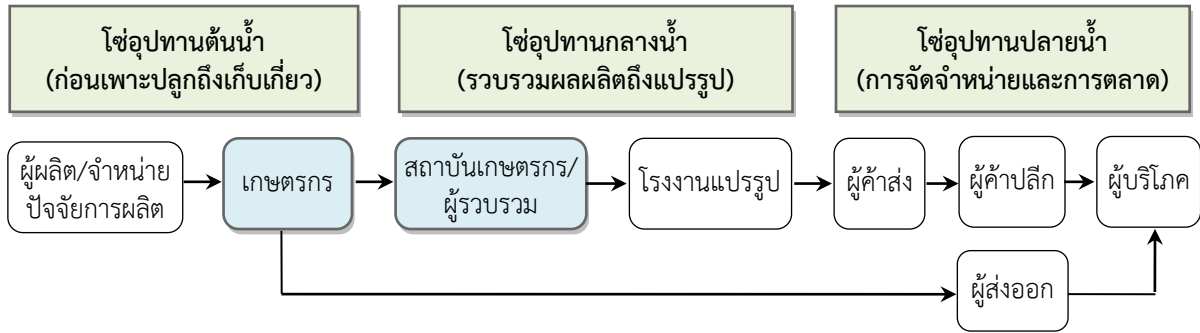 โซ่อุปทานต้นน้ำ
(ก่อนเพาะปลูกถึงเก็บเกี่ยว)
โซ่อุปทานกลางน้ำ
(รวบรวมผลผลิตถึงแปรรูป)
โซ่อุปทานปลายน้ำ
(การจัดจำหน่ายและการตลาด)
ผู้ผลิต/จำหน่าย
ปัจจัยการผลิต
เกษตรกร
สถาบันเกษตรกร/
ผู้รวบรวม
โรงงานแปรรูป
ผู้ค้าส่ง
ผู้ค้าปลีก
ผู้บริโภค
ผู้ส่งออก